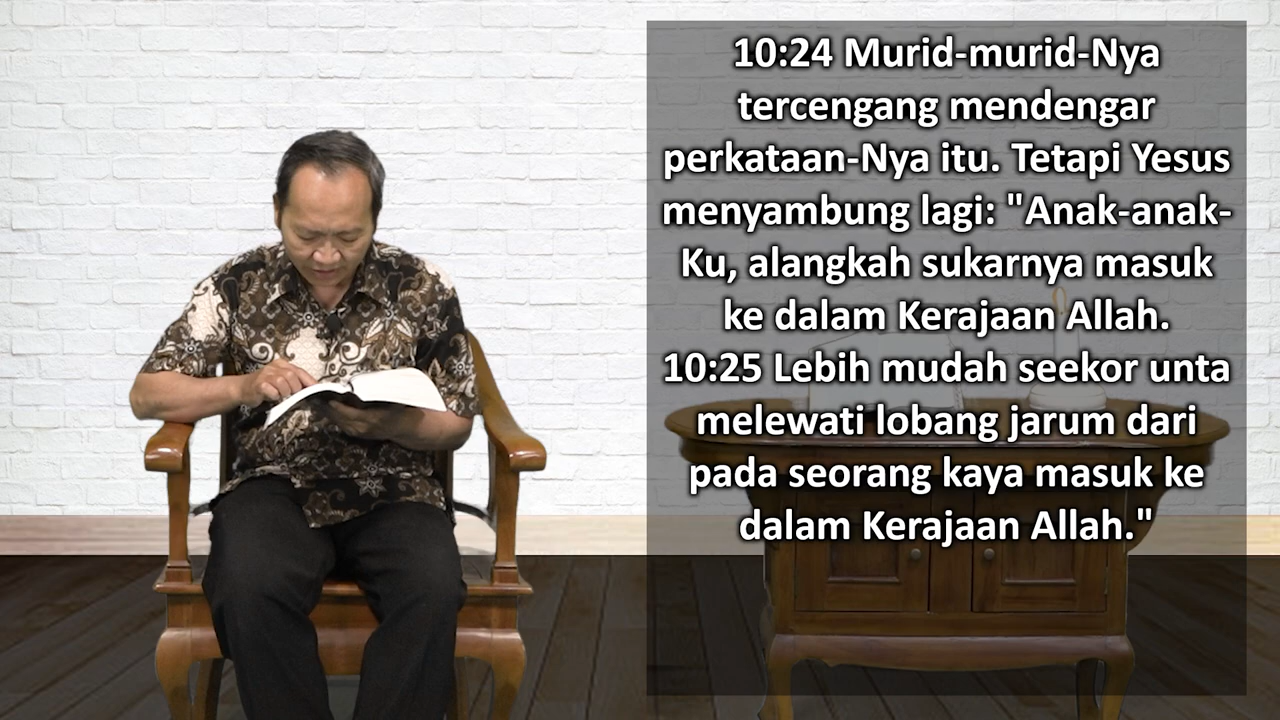 10:24 Murid-murid-Nya
tercengang mendengar
perkataan-Nya itu. Tetapi Yesus
menyambung lagi: "Anak-anak-
Ku, alangkah sukarnya masuk
ke dalam Kerajaan Allah.
10:25 Lebih mudah seekor unta
melewati lobang jarum dari
pada seorang kaya masuk ke
dalam Kerajaan Allah."